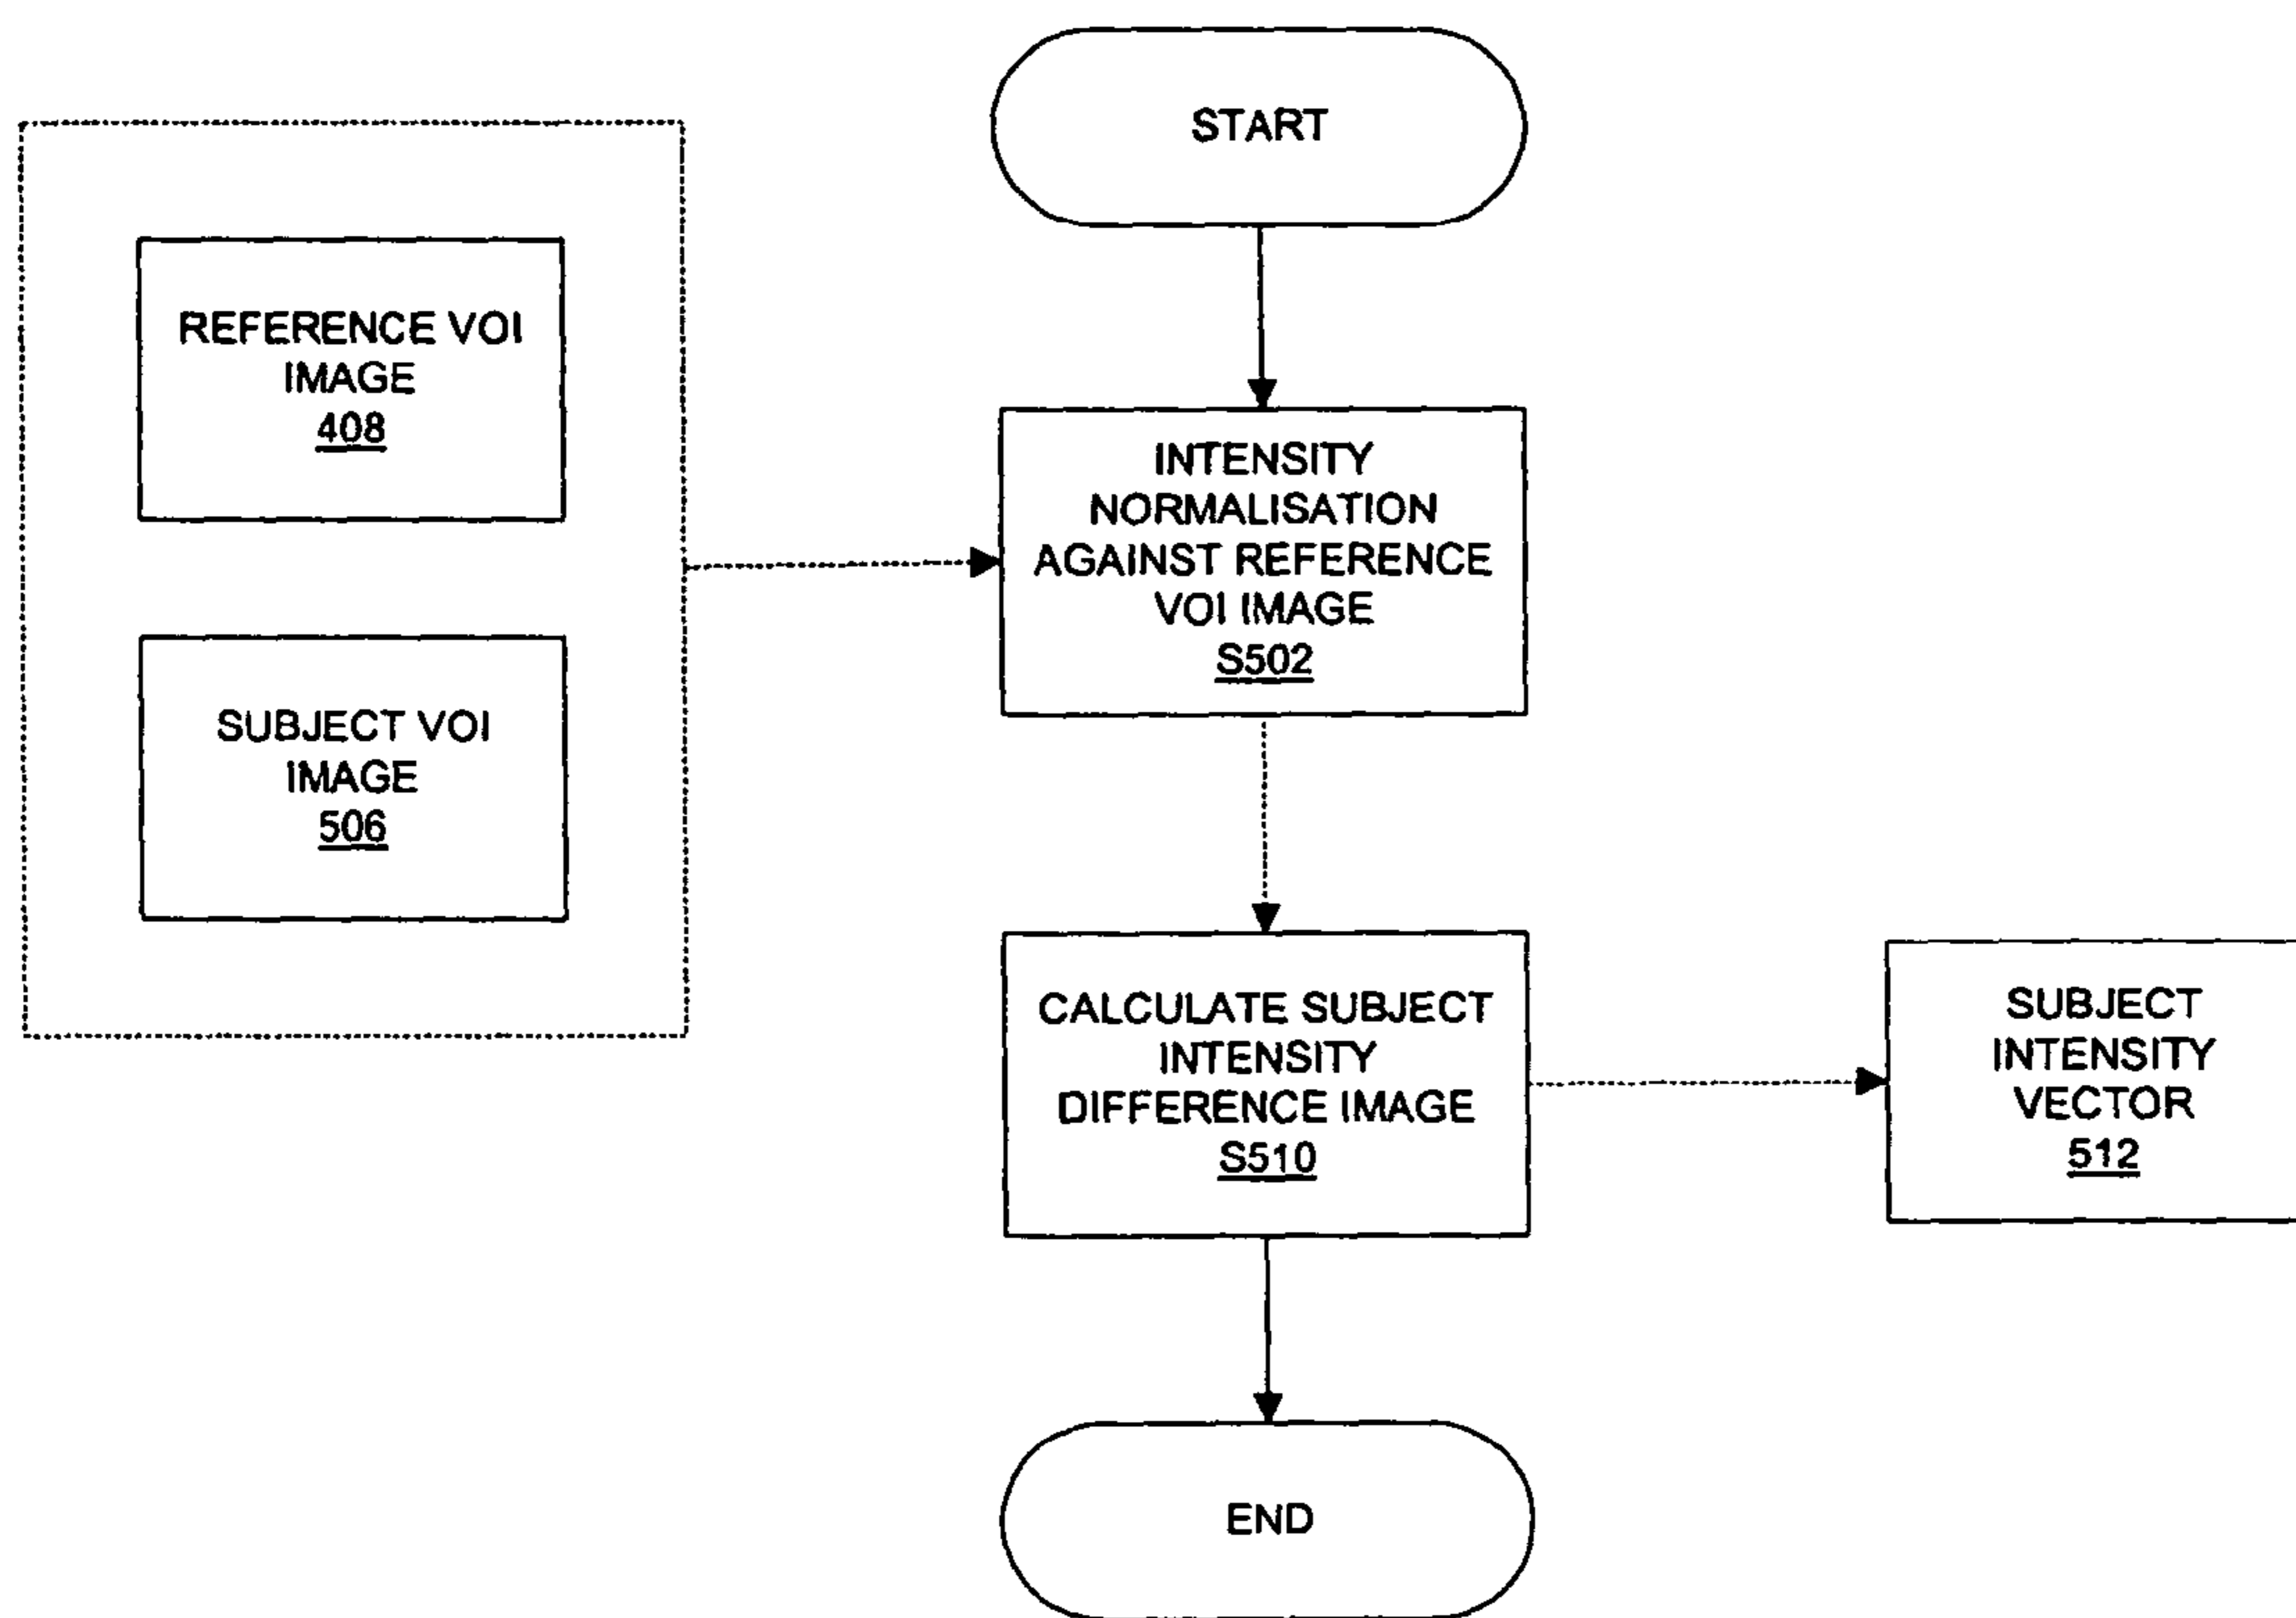 START
REFERENCE VOI
IMAGE
408
INTENSITY
NORMALISATION
AGAINST REFERENCE
VOI IMAGE
S502
SUBJECT VOI
IMAGE
506
CALCULATE SUBJECT
INTENSITY
DIFFERENCE IMAGE
S510
SUBJECT
INTENSITY
VECTOR
512
END